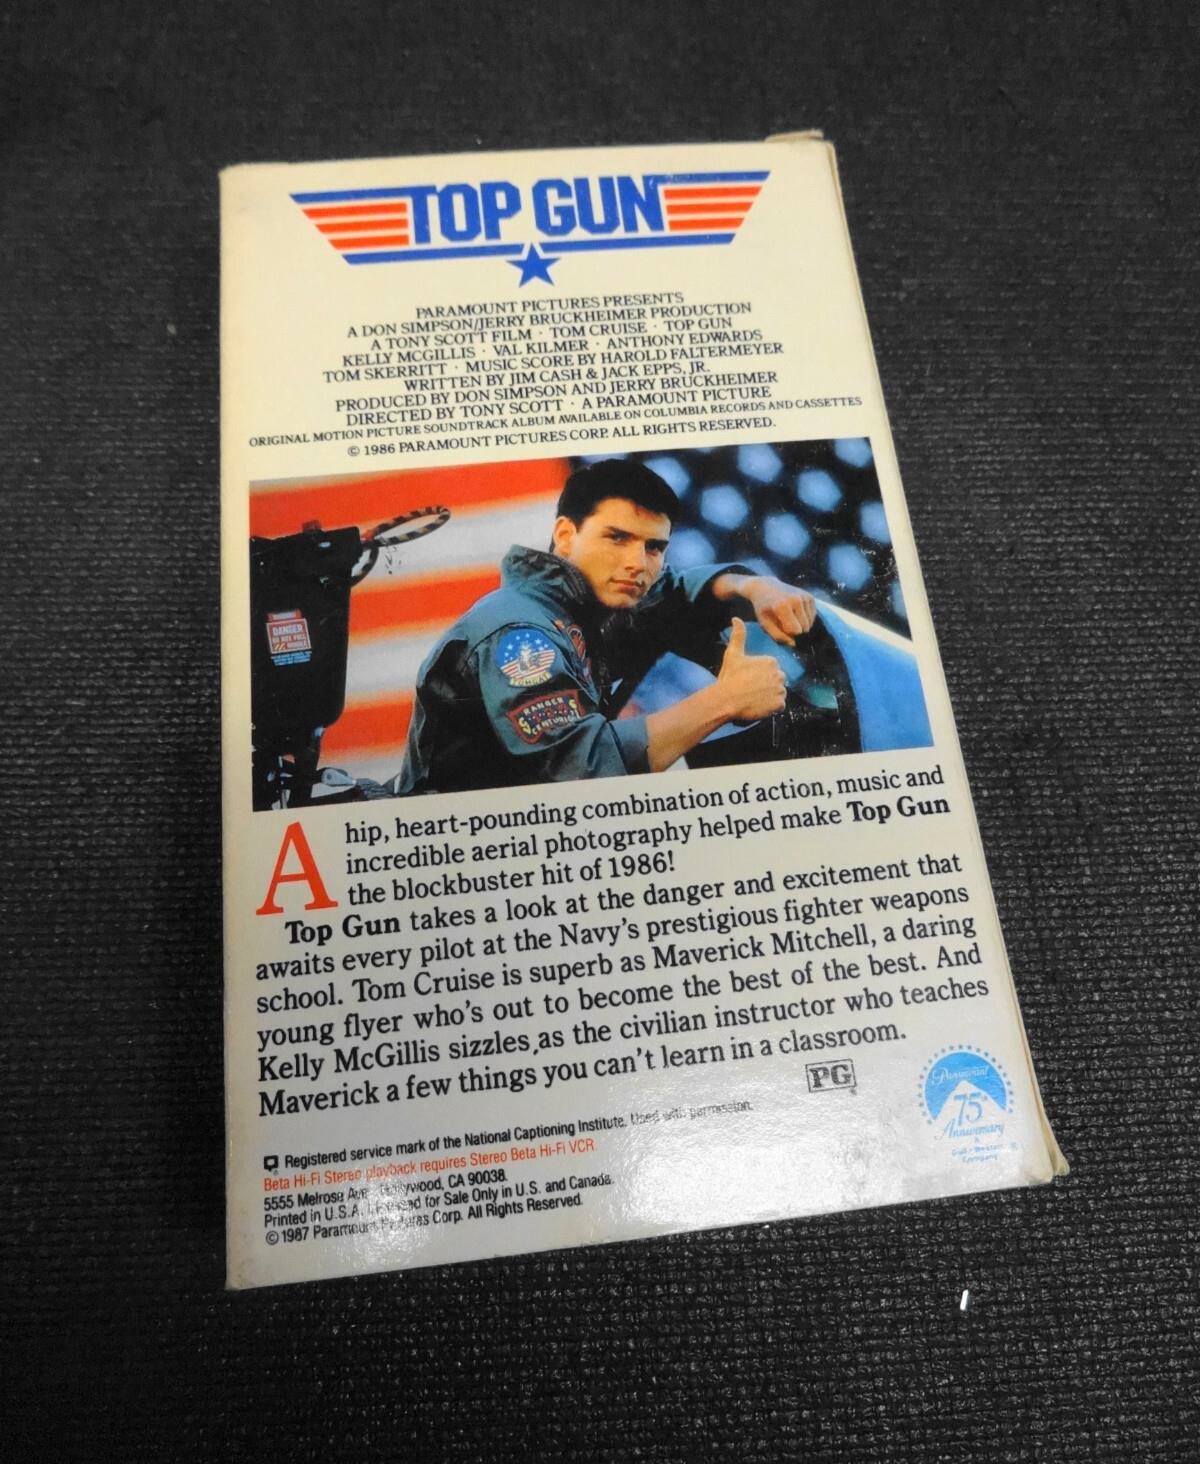 TOP GUN
PARAMOUNT PICTURES PRESENTS
A DON SIMPSON/JERRY BRUCKHEIMER PRODUCTION
A TONY SCOTT FILM · TOM CRUISE · TOP GUN
KELLY MCGILLIS · VAL KILMER · ANTHONY EDWARDS
TOM SKERRITT · MUSIC SCORE BY HAROLD FALTERMEYER
WRITTEN BY JIM CASH & JACK EPPS, JR.
PRODUCED BY DON SIMPSON AND JERRY BRUCKHEIMER
DIRECTED BY TONY SCOTT · A PARAMOUNT PICTURE
ORIGINAL MOTION PICTURE SOUNDTRACK ALBUM AVAILABLE ON COLUMBIA RECORDS AND CASSETTES
© 1986 PARAMOUNT PICTURES CORP. ALL RIGHTS RESERVED.
DANGER
TOMCAT
RANGER
CENTURION
A hip, heart-pounding combination of action, music and
incredible aerial photography helped make Top Gun
the blockbuster hit of 1986!
Top Gun takes a look at the danger and excitement that
awaits every pilot at the Navy's prestigious fighter weapons
school. Tom Cruise is superb as Maverick Mitchell, a daring
young flyer who's out to become the best of the best. And
Kelly McGillis sizzles as the civilian instructor who teaches
Maverick a few things you can't learn in a classroom.
PG
Paramount
75th
Anniversary
a
Gulf+Western
Company
Registered service mark of the National Captioning Institute. Used with permission.
Beta Hi-Fi Stereo playback requires Stereo Beta Hi-Fi VCR.
5555 Melrose Ave., Hollywood, CA 90038.
Printed in U.S.A. for Sale Only in U.S. and Canada.
© 1987 Paramount Pictures Corp. All Rights Reserved.